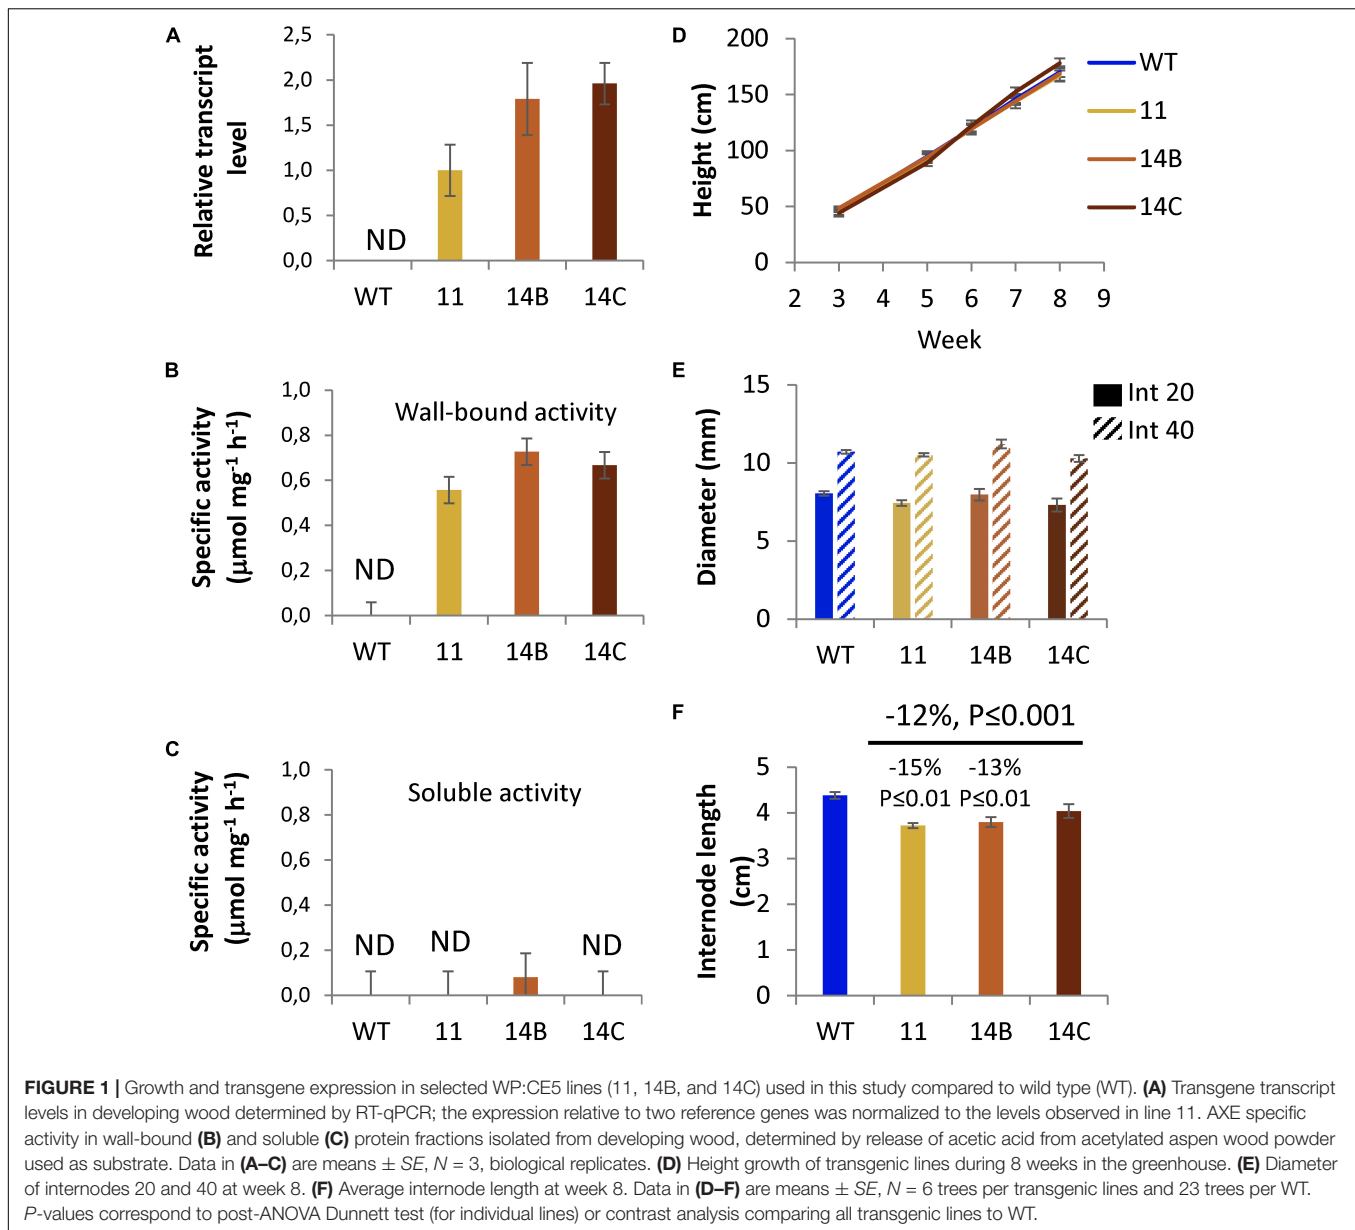 A
Relative transcript
level
2,5
2,0
1,5
1,0
0,5
0,0
ND
WT 11 14B 14C
D
Height (cm)
200
150
100
50
0
2 3 4 5 6 7 8 9
Week
WT
11
14B
14C
B
Specific activity
(µmol mg-1 h-1)
1,0
0,8
0,6
0,4
0,2
0,0
Wall-bound activity
ND
WT 11 14B 14C
E
Diameter (mm)
15
10
5
0
Int 20
Int 40
WT 11 14B 14C
C
Specific activity
(µmol mg-1 h-1)
1,0
0,8
0,6
0,4
0,2
0,0
Soluble activity
ND ND ND
WT 11 14B 14C
F
-12%, P≤0.001
Internode length
(cm)
5
4
3
2
1
0
-15% -13%
P≤0.01 P≤0.01
WT 11 14B 14C
FIGURE 1 | Growth and transgene expression in selected WP:CE5 lines (11, 14B, and 14C) used in this study compared to wild type (WT). (A) Transgene transcript
levels in developing wood determined by RT-qPCR; the expression relative to two reference genes was normalized to the levels observed in line 11. AXE specific
activity in wall-bound (B) and soluble (C) protein fractions isolated from developing wood, determined by release of acetic acid from acetylated aspen wood powder
used as substrate. Data in (A–C) are means ± SE, N = 3, biological replicates. (D) Height growth of transgenic lines during 8 weeks in the greenhouse. (E) Diameter
of internodes 20 and 40 at week 8. (F) Average internode length at week 8. Data in (D–F) are means ± SE, N = 6 trees per transgenic lines and 23 trees per WT.
P-values correspond to post-ANOVA Dunnett test (for individual lines) or contrast analysis comparing all transgenic lines to WT.